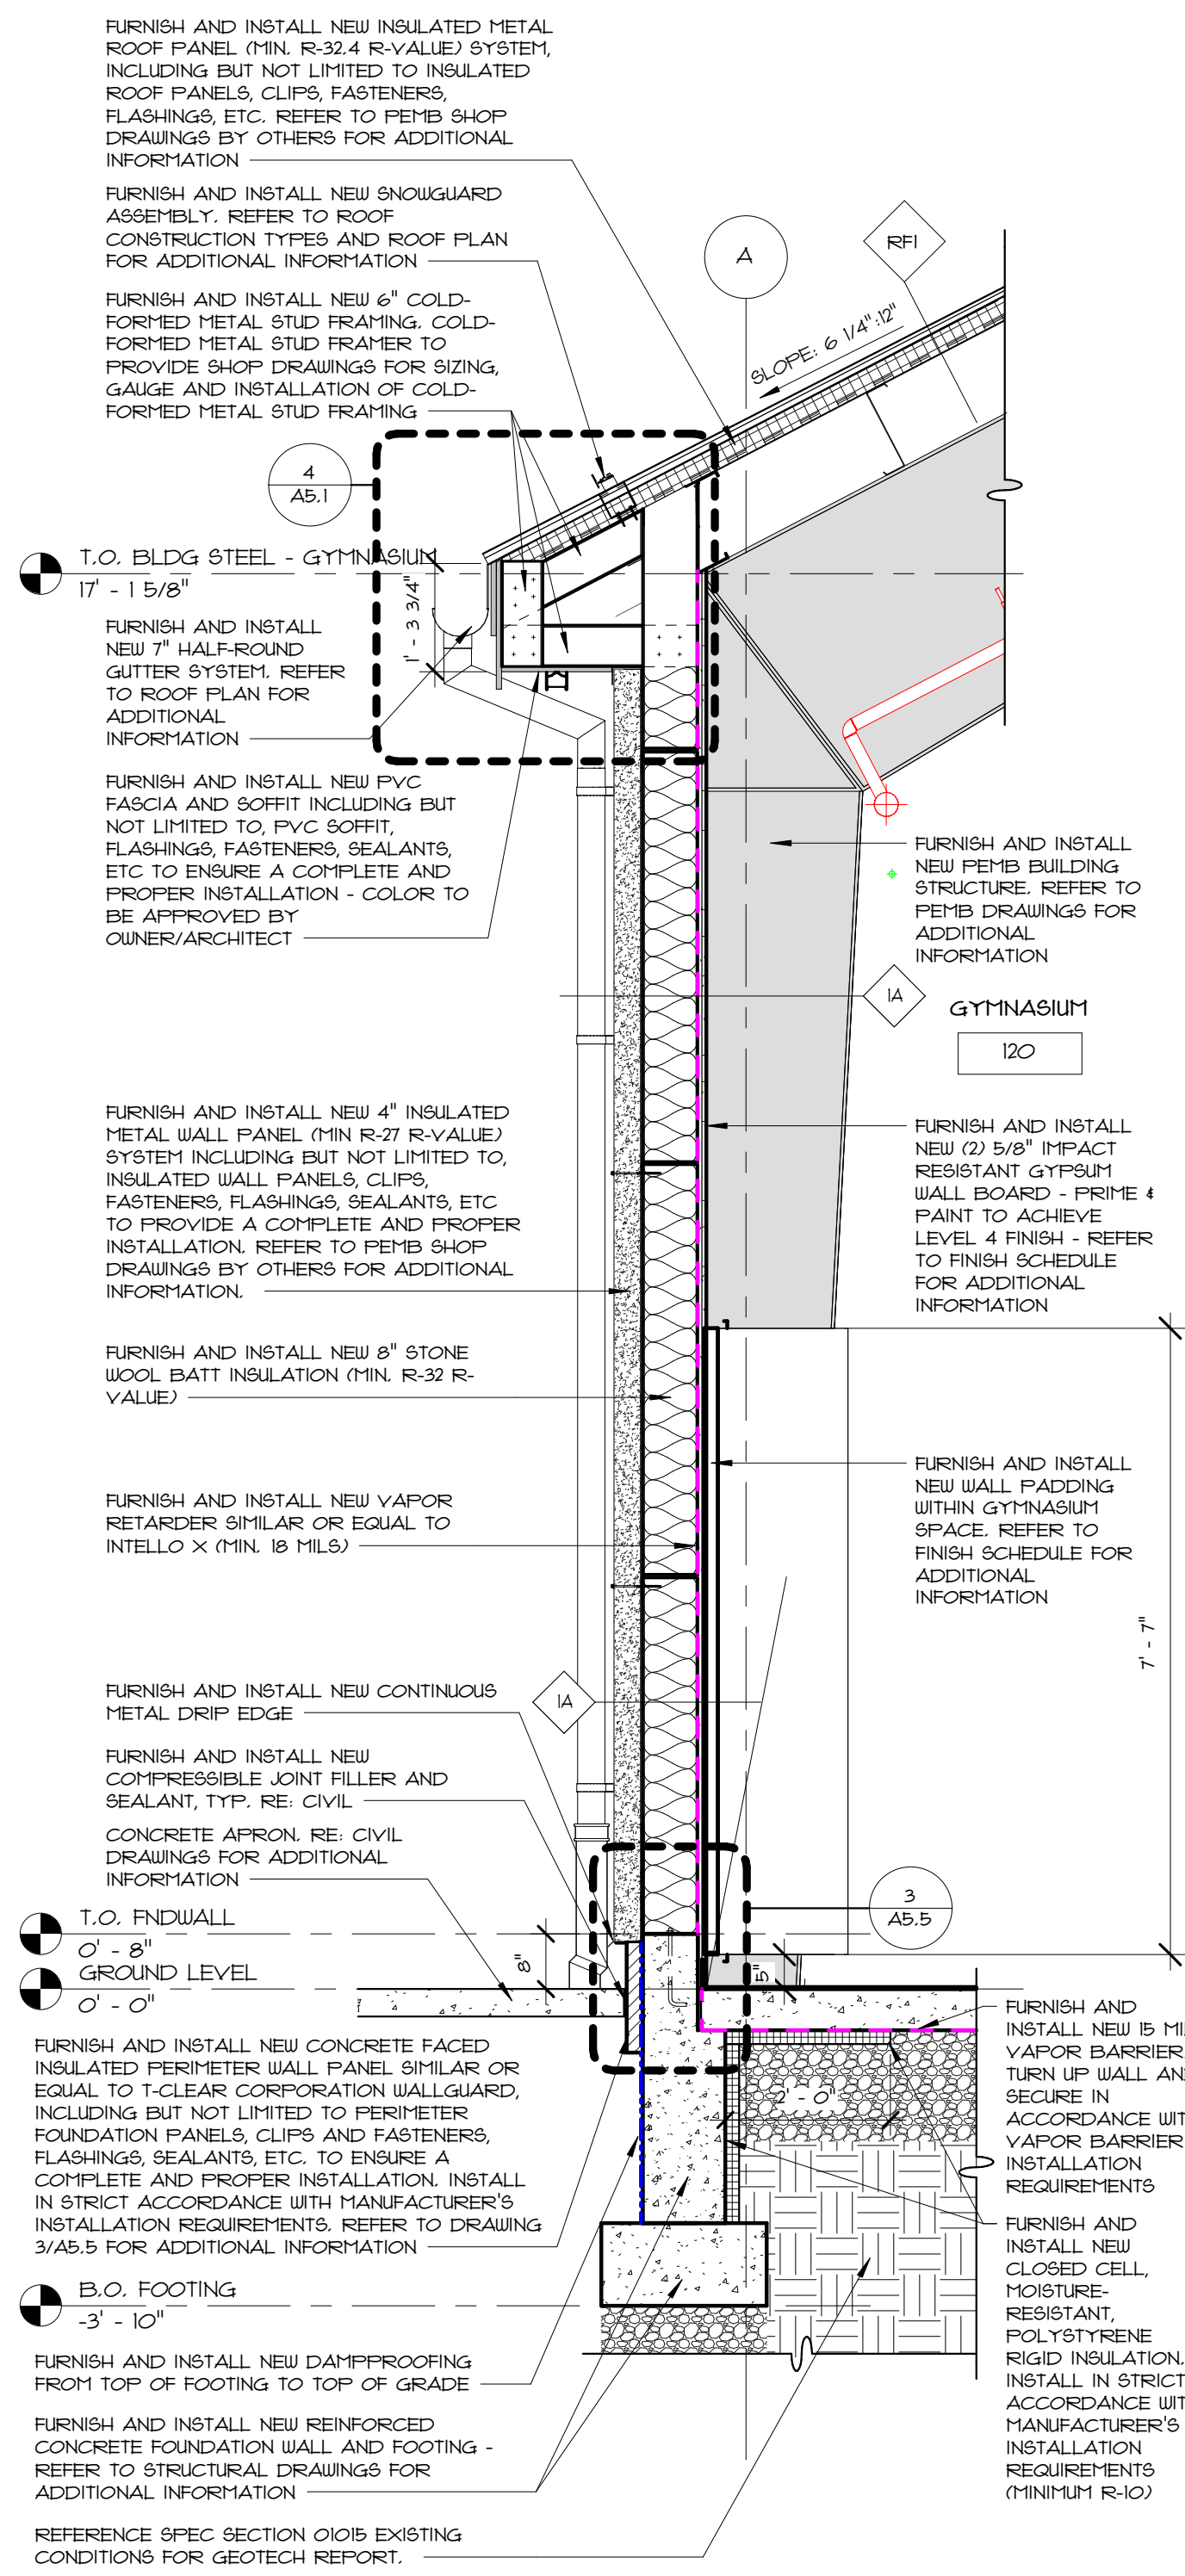 FURNISH AND INSTALL NEW INSULATED METAL
ROOF PANEL (MIN. R-32.4 R-VALUE) SYSTEM,
INCLUDING BUT NOT LIMITED TO INSULATED
ROOF PANELS, CLIPS, FASTENERS,
FLASHINGS, ETC. REFER TO PEMB SHOP
DRAWINGS BY OTHERS FOR ADDITIONAL
INFORMATION
FURNISH AND INSTALL NEW SNOWGUARD
ASSEMBLY. REFER TO ROOF
CONSTRUCTION TYPES AND ROOF PLAN
FOR ADDITIONAL INFORMATION
FURNISH AND INSTALL NEW 6" COLD-
FORMED METAL STUD FRAMING. COLD-
FORMED METAL STUD FRAMER TO
PROVIDE SHOP DRAWINGS FOR SIZING,
GAUGE AND INSTALLATION OF COLD-
FORMED METAL STUD FRAMING
A
RF1
SLOPE: 6 1/4":12"
4
A5.1
T.O. BLDG STEEL - GYMNASIUM
17' - 1 5/8"
1' - 3 3/4"
FURNISH AND INSTALL
NEW 7" HALF-ROUND
GUTTER SYSTEM. REFER
TO ROOF PLAN FOR
ADDITIONAL
INFORMATION
FURNISH AND INSTALL NEW PVC
FASCIA AND SOFFIT INCLUDING BUT
NOT LIMITED TO, PVC SOFFIT,
FLASHINGS, FASTENERS, SEALANTS,
ETC TO ENSURE A COMPLETE AND
PROPER INSTALLATION - COLOR TO
BE APPROVED BY
OWNER/ARCHITECT
FURNISH AND INSTALL
NEW PEMB BUILDING
STRUCTURE. REFER TO
PEMB DRAWINGS FOR
ADDITIONAL
INFORMATION
1A
GYMNASIUM
120
FURNISH AND INSTALL NEW 4" INSULATED
METAL WALL PANEL (MIN R-27 R-VALUE)
SYSTEM INCLUDING BUT NOT LIMITED TO,
INSULATED WALL PANELS, CLIPS,
FASTENERS, FLASHINGS, SEALANTS, ETC
TO PROVIDE A COMPLETE AND PROPER
INSTALLATION. REFER TO PEMB SHOP
DRAWINGS BY OTHERS FOR ADDITIONAL
INFORMATION.
FURNISH AND INSTALL
NEW (2) 5/8" IMPACT
RESISTANT GYPSUM
WALL BOARD - PRIME &
PAINT TO ACHIEVE
LEVEL 4 FINISH - REFER
TO FINISH SCHEDULE
FOR ADDITIONAL
INFORMATION
FURNISH AND INSTALL NEW 8" STONE
WOOL BATT INSULATION (MIN. R-32 R-
VALUE)
FURNISH AND INSTALL
NEW WALL PADDING
WITHIN GYMNASIUM
SPACE. REFER TO
FINISH SCHEDULE FOR
ADDITIONAL
INFORMATION
FURNISH AND INSTALL NEW VAPOR
RETARDER SIMILAR OR EQUAL TO
INTELLO X (MIN. 18 MILS)
7' - 7"
FURNISH AND INSTALL NEW CONTINUOUS
METAL DRIP EDGE
1A
FURNISH AND INSTALL NEW
COMPRESSIBLE JOINT FILLER AND
SEALANT, TYP. RE: CIVIL
CONCRETE APRON. RE: CIVIL
DRAWINGS FOR ADDITIONAL
INFORMATION
3
A5.5
T.O. FNDWALL
0' - 8"
GROUND LEVEL
0' - 0"
8"
5"
2' - 0"
FURNISH AND INSTALL NEW CONCRETE FACED
INSULATED PERIMETER WALL PANEL SIMILAR OR
EQUAL TO T-CLEAR CORPORATION WALLGUARD,
INCLUDING BUT NOT LIMITED TO PERIMETER
FOUNDATION PANELS, CLIPS AND FASTENERS,
FLASHINGS, SEALANTS, ETC. TO ENSURE A
COMPLETE AND PROPER INSTALLATION. INSTALL
IN STRICT ACCORDANCE WITH MANUFACTURER'S
INSTALLATION REQUIREMENTS. REFER TO DRAWING
3/A5.5 FOR ADDITIONAL INFORMATION
FURNISH AND
INSTALL NEW 15 MI
VAPOR BARRIER
TURN UP WALL AN
SECURE IN
ACCORDANCE WIT
VAPOR BARRIER
INSTALLATION
REQUIREMENTS
FURNISH AND
INSTALL NEW
CLOSED CELL,
MOISTURE-
RESISTANT,
POLYSTYRENE
RIGID INSULATION.
INSTALL IN STRICT
ACCORDANCE WIT
MANUFACTURER'S
INSTALLATION
REQUIREMENTS
(MINIMUM R-10)
B.O. FOOTING
-3' - 10"
FURNISH AND INSTALL NEW DAMPPROOFING
FROM TOP OF FOOTING TO TOP OF GRADE
FURNISH AND INSTALL NEW REINFORCED
CONCRETE FOUNDATION WALL AND FOOTING -
REFER TO STRUCTURAL DRAWINGS FOR
ADDITIONAL INFORMATION
REFERENCE SPEC SECTION 01015 EXISTING
CONDITIONS FOR GEOTECH REPORT.